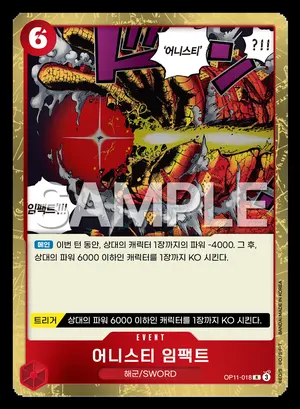 6
'어니스티'
?!!
임팩트!!!
SAMPLE
메인 이번 턴 동안, 상대의 캐릭터 1장까지의 파워 -4000. 그 후,
상대의 파워 6000 이하인 캐릭터를 1장까지 KO 시킨다.
트리거 상대의 파워 6000 이하인 캐릭터를 1장까지 KO 시킨다.
EVENT
어니스티 임팩트
해군/SWORD
OP11-018 R 3